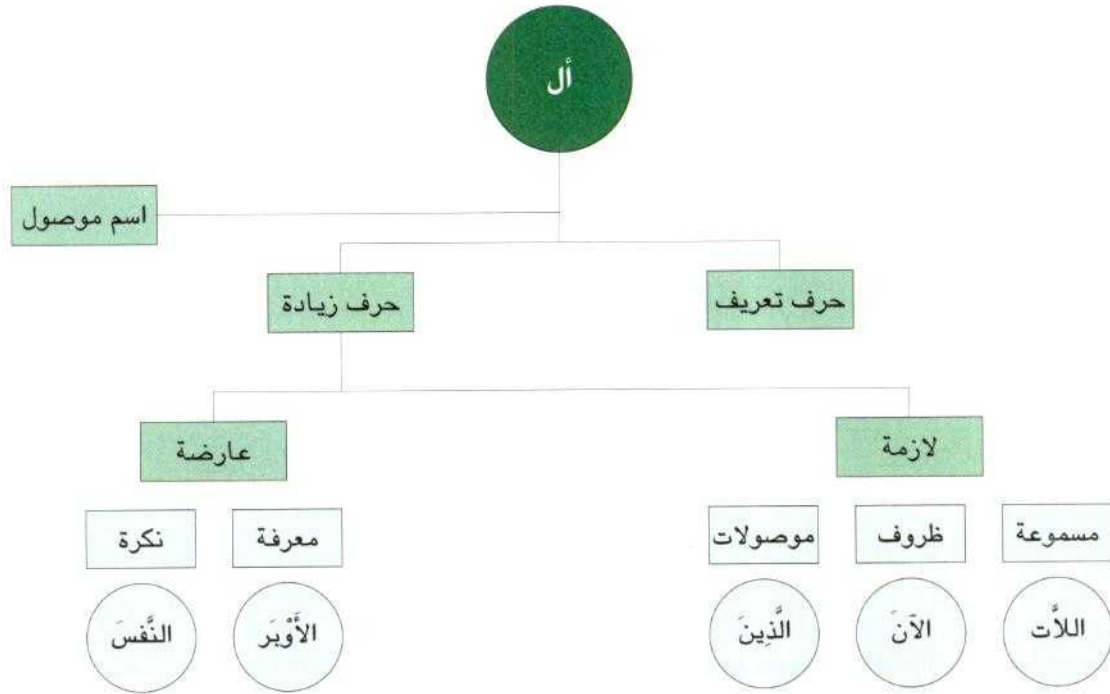 أل
اسم موصول
حرف تعريف
حرف زيادة
لازمة
عارضة
مسموعة
ظروف
موصولات
معرفة
نكرة
اللاَّت
الآنَ
الَّذِينَ
الأَوْبَر
النَّفسَ